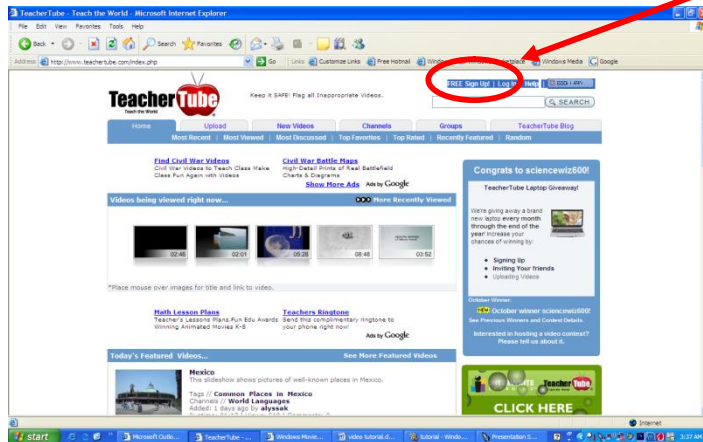 TeacherTube - Teach the World - Microsoft Internet Explorer
File Edit View Favorites Tools Help
Back Search Favorites
Address http://www.teachertube.com/index.php Go Links Customize Links Free Hotmail Windows Media Google
FREE Sign Up! | Log In | Help |
TeacherTube
Teach the World
Keep it SAFE! Flag all Inappropriate Videos.
SEARCH
Home Upload New Videos Channels Groups TeacherTube Blog
Most Recent | Most Viewed | Most Discussed | Top Favorites | Top Rated | Recently Featured | Random
Find Civil War Videos
Civil War Videos to Teach Class Make
Class Fun Again with Videos
Civil War Battle Maps
High-Detail Prints of Real Battlefield
Charts & Diagrams
Show More Ads Ads by Google
Videos being viewed right now...
More Recently Viewed
02:46 02:01 05:28 08:48 03:52
*Place mouse over images for title and link to video.
Math Lesson Plans
Teacher's Lessons Plans.Fun Edu Awards
Winning Animated Movies K-8
Teachers Ringtone
Send this complimentary ringtone to
your phone right now!
Ads by Google
Today's Featured Videos...
See More Featured Videos
Mexico
This slideshow shows pictures of well-known places in Mexico.
Tags // Common Places in Mexico
Channels // World Languages
Added: 1 days ago by alyssak
Congrats to sciencewiz600!
TeacherTube Laptop Giveaway!
We're giving away a brand
new laptop every month
through the end of the
year! Increase your
chances of winning by:
• Signing Up
• Inviting Your friends
• Uploading Videos
October Winner:
NEW October winner sciencewiz600!
See Previous Winners and Contest Details.
Interested in hosting a video contest?
Please tell us about it.
Teacher Tube
CLICK HERE
Internet
start Microsoft Outlo... TeacherTube -... Windows Movie... video tutorial.d... tutorial - Windo... Presentation S... 3:37 AM